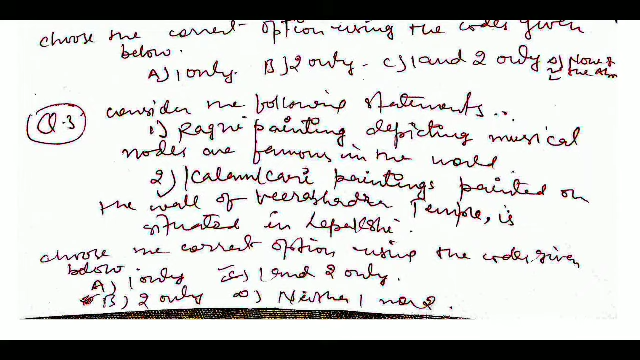 choose the correct option using the codes given
below.
A) 1 only. B) 2 only - C) 1 and 2 only D) None of
the Abo
Q.3 consider the following statements...
1) Ragni painting depicting musical
nodes are famous in the world
2) Kalamkari paintings painted on
the wall of veerabhadra Temple, is
situated in Lepakshi.
choose the correct option using the codes given
below.
A) 1 only C) 1 and 2 only.
B) 2 only D) Neither 1 nor 2.